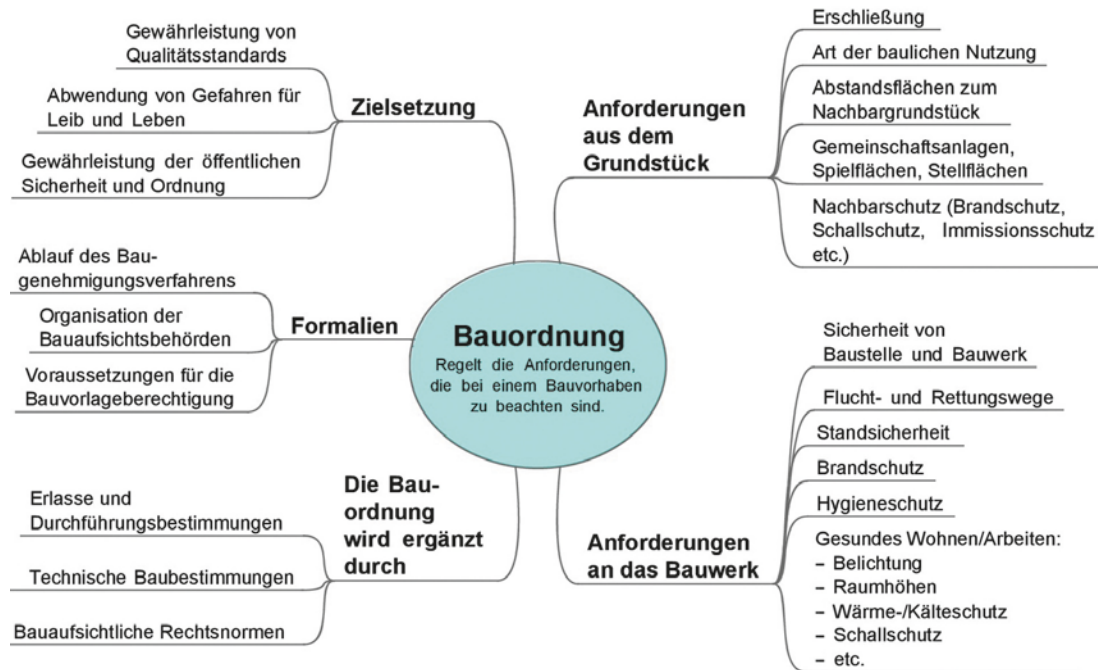 Gewährleistung von
Qualitätsstandards
Abwendung von Gefahren für
Leib und Leben
Gewährleistung der öffentlichen
Sicherheit und Ordnung
Zielsetzung
Ablauf des Bau-
genehmigungsverfahrens
Organisation der
Bauaufsichtsbehörden
Voraussetzungen für die
Bauvorlageberechtigung
Formalien
Erlasse und
Durchführungsbestimmungen
Technische Baubestimmungen
Bauaufsichtliche Rechtsnormen
Die Bau-
ordnung
wird ergänzt
durch
Bauordnung
Regelt die Anforderungen,
die bei einem Bauvorhaben
zu beachten sind.
Anforderungen
aus dem
Grundstück
Erschließung
Art der baulichen Nutzung
Abstandsflächen zum
Nachbargrundstück
Gemeinschaftsanlagen,
Spielflächen, Stellflächen
Nachbarschutz (Brandschutz,
Schallschutz, Immissionsschutz
etc.)
Anforderungen
an das Bauwerk
Sicherheit von
Baustelle und Bauwerk
Flucht- und Rettungswege
Standsicherheit
Brandschutz
Hygieneschutz
Gesundes Wohnen/Arbeiten:
– Belichtung
– Raumhöhen
– Wärme-/Kälteschutz
– Schallschutz
– etc.